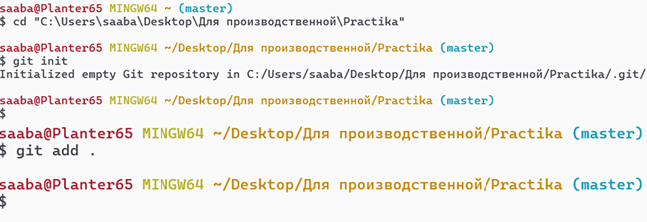 saaba@Planter65 MINGW64 ~ (master)
$ cd "C:\Users\saaba\Desktop\Для производственной\Practika"
saaba@Planter65 MINGW64 ~/Desktop/Для производственной/Practika (master)
$ git init
Initialized empty Git repository in C:/Users/saaba/Desktop/Для производственной/Practika/.git/
saaba@Planter65 MINGW64 ~/Desktop/Для производственной/Practika (master)
$
saaba@Planter65 MINGW64 ~/Desktop/Для производственной/Practika (master)
$ git add .
saaba@Planter65 MINGW64 ~/Desktop/Для производственной/Practika (master)
$